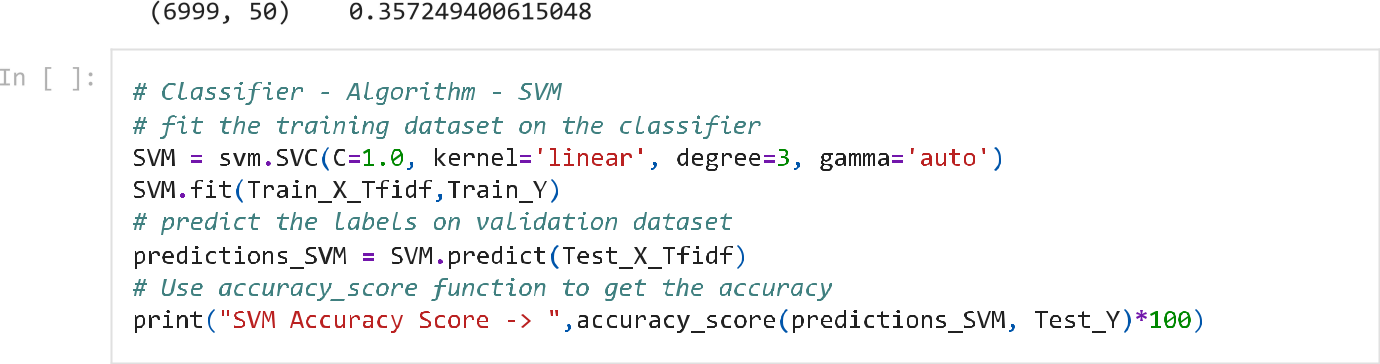 (6999, 50)    0.357249400615048
In [ ]:
# Classifier - Algorithm - SVM
# fit the training dataset on the classifier
SVM = svm.SVC(C=1.0, kernel='linear', degree=3, gamma='auto')
SVM.fit(Train_X_Tfidf,Train_Y)
# predict the labels on validation dataset
predictions_SVM = SVM.predict(Test_X_Tfidf)
# Use accuracy_score function to get the accuracy
print("SVM Accuracy Score -> ",accuracy_score(predictions_SVM, Test_Y)*100)